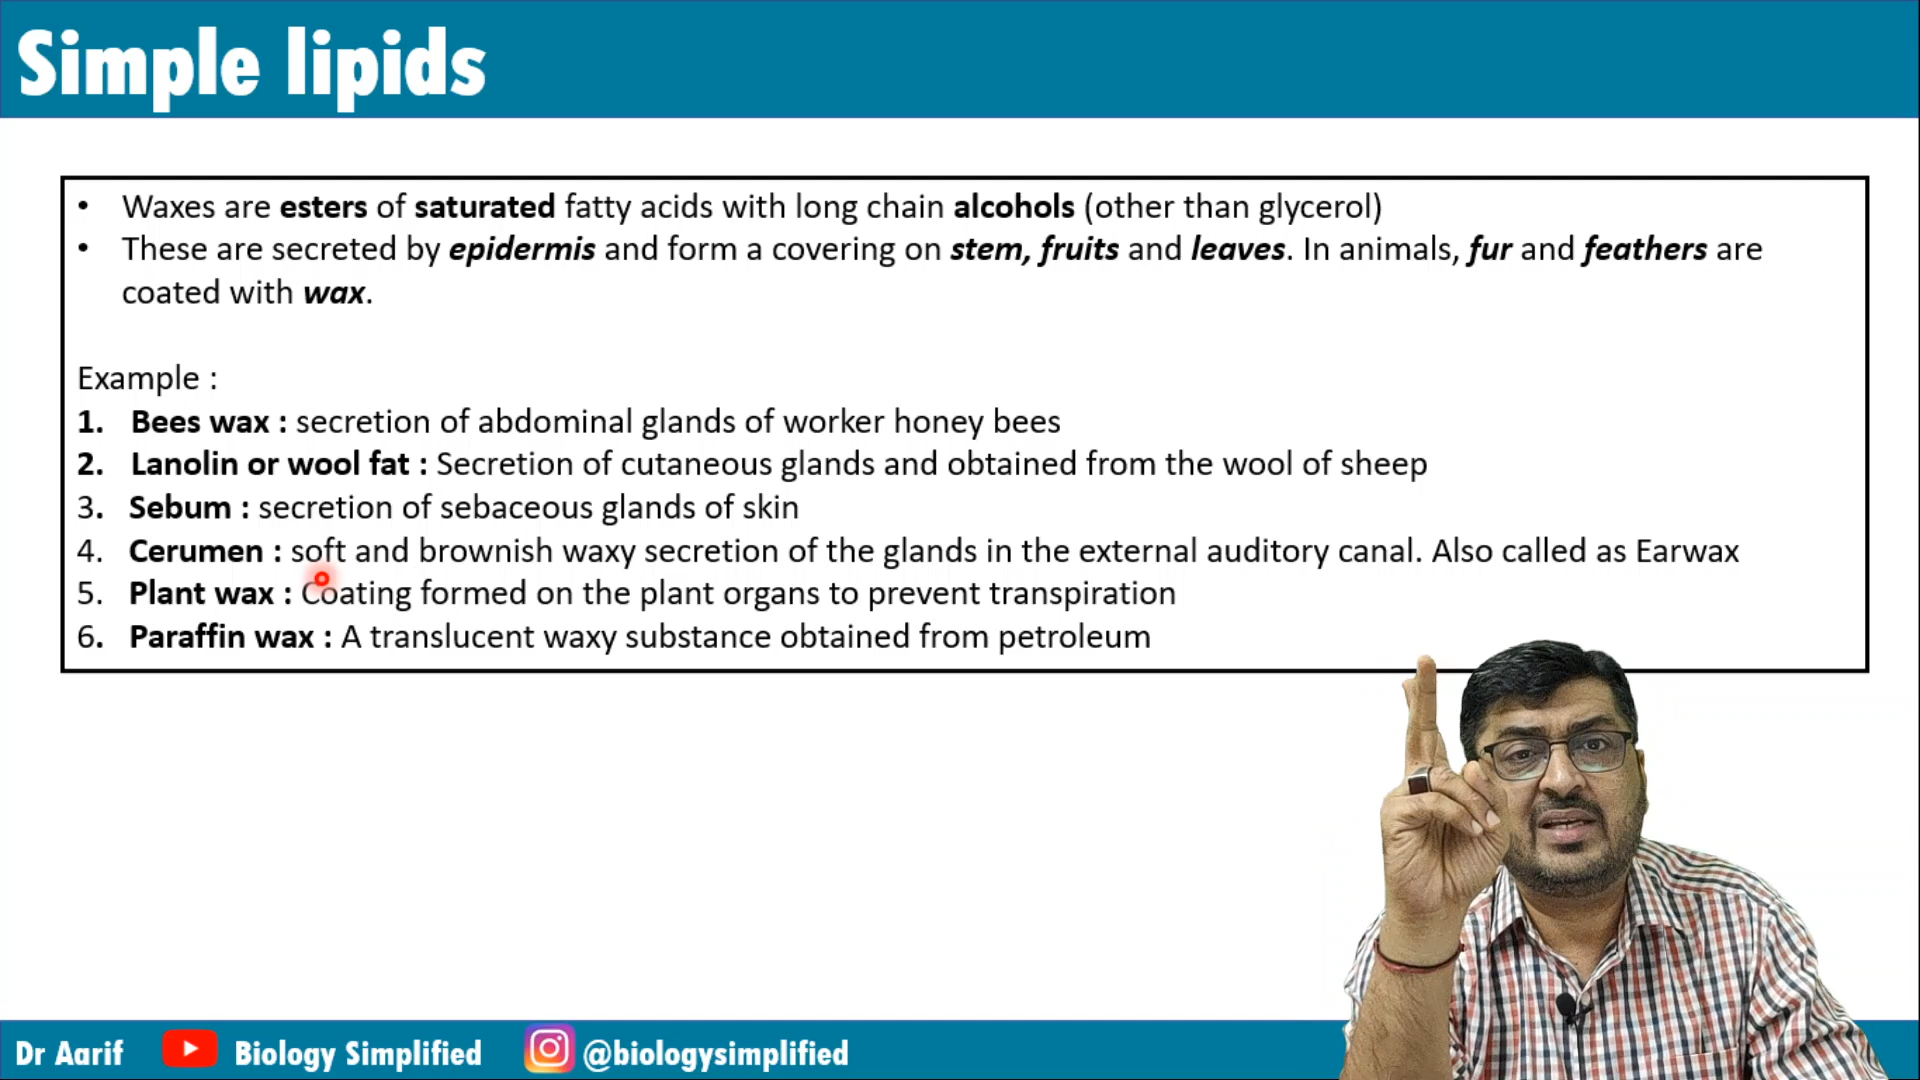 Simple lipids
• Waxes are esters of saturated fatty acids with long chain alcohols (other than glycerol)
• These are secreted by epidermis and form a covering on stem, fruits and leaves. In animals, fur and feathers are
coated with wax.
Example :
1. Bees wax : secretion of abdominal glands of worker honey bees
2. Lanolin or wool fat : Secretion of cutaneous glands and obtained from the wool of sheep
3. Sebum : secretion of sebaceous glands of skin
4. Cerumen : soft and brownish waxy secretion of the glands in the external auditory canal. Also called as Earwax
5. Plant wax : Coating formed on the plant organs to prevent transpiration
6. Paraffin wax : A translucent waxy substance obtained from petroleum
Dr Aarif Biology Simplified @biologysimplified